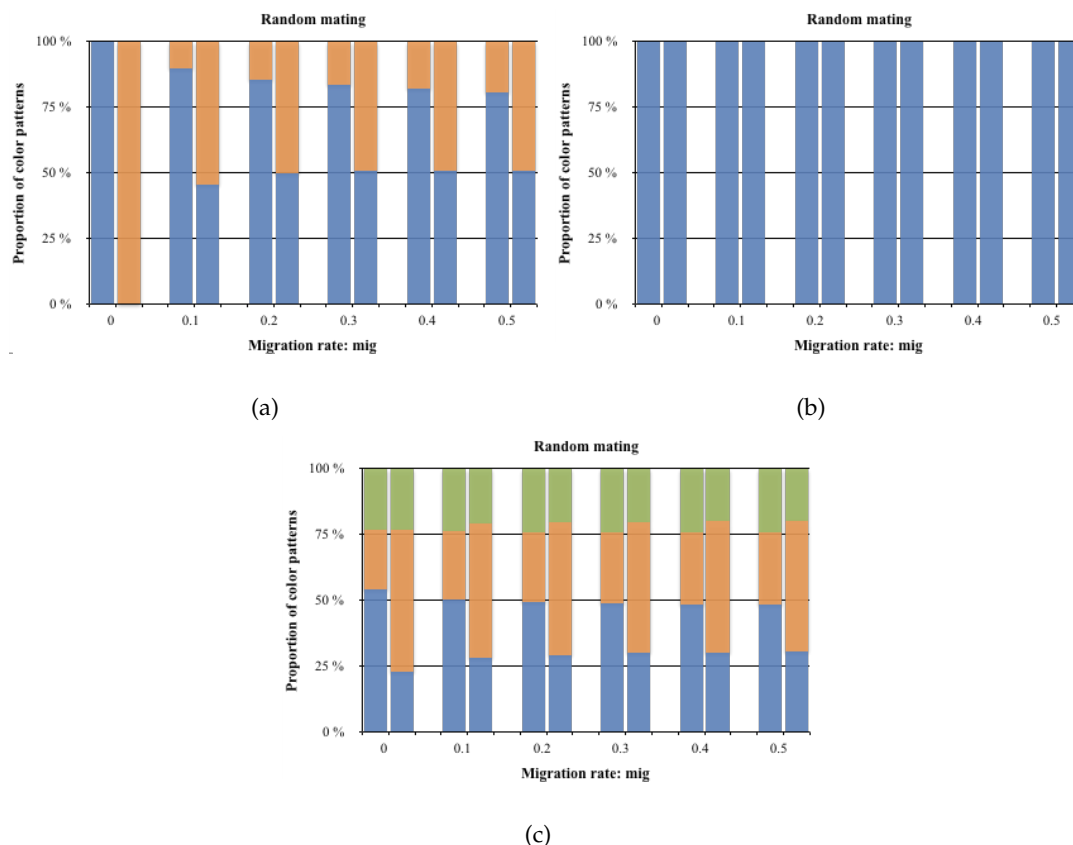 Random mating
Proportion of color patterns
100 %
75 %
50 %
25 %
0 %
0 0.1 0.2 0.3 0.4 0.5
Migration rate: mig
(a)
Random mating
Proportion of color patterns
100 %
75 %
50 %
25 %
0 %
0 0.1 0.2 0.3 0.4 0.5
Migration rate: mig
(b)
Random mating
Proportion of color patterns
100 %
75 %
50 %
25 %
0 %
0 0.1 0.2 0.3 0.4 0.5
Migration rate: mig
(c)